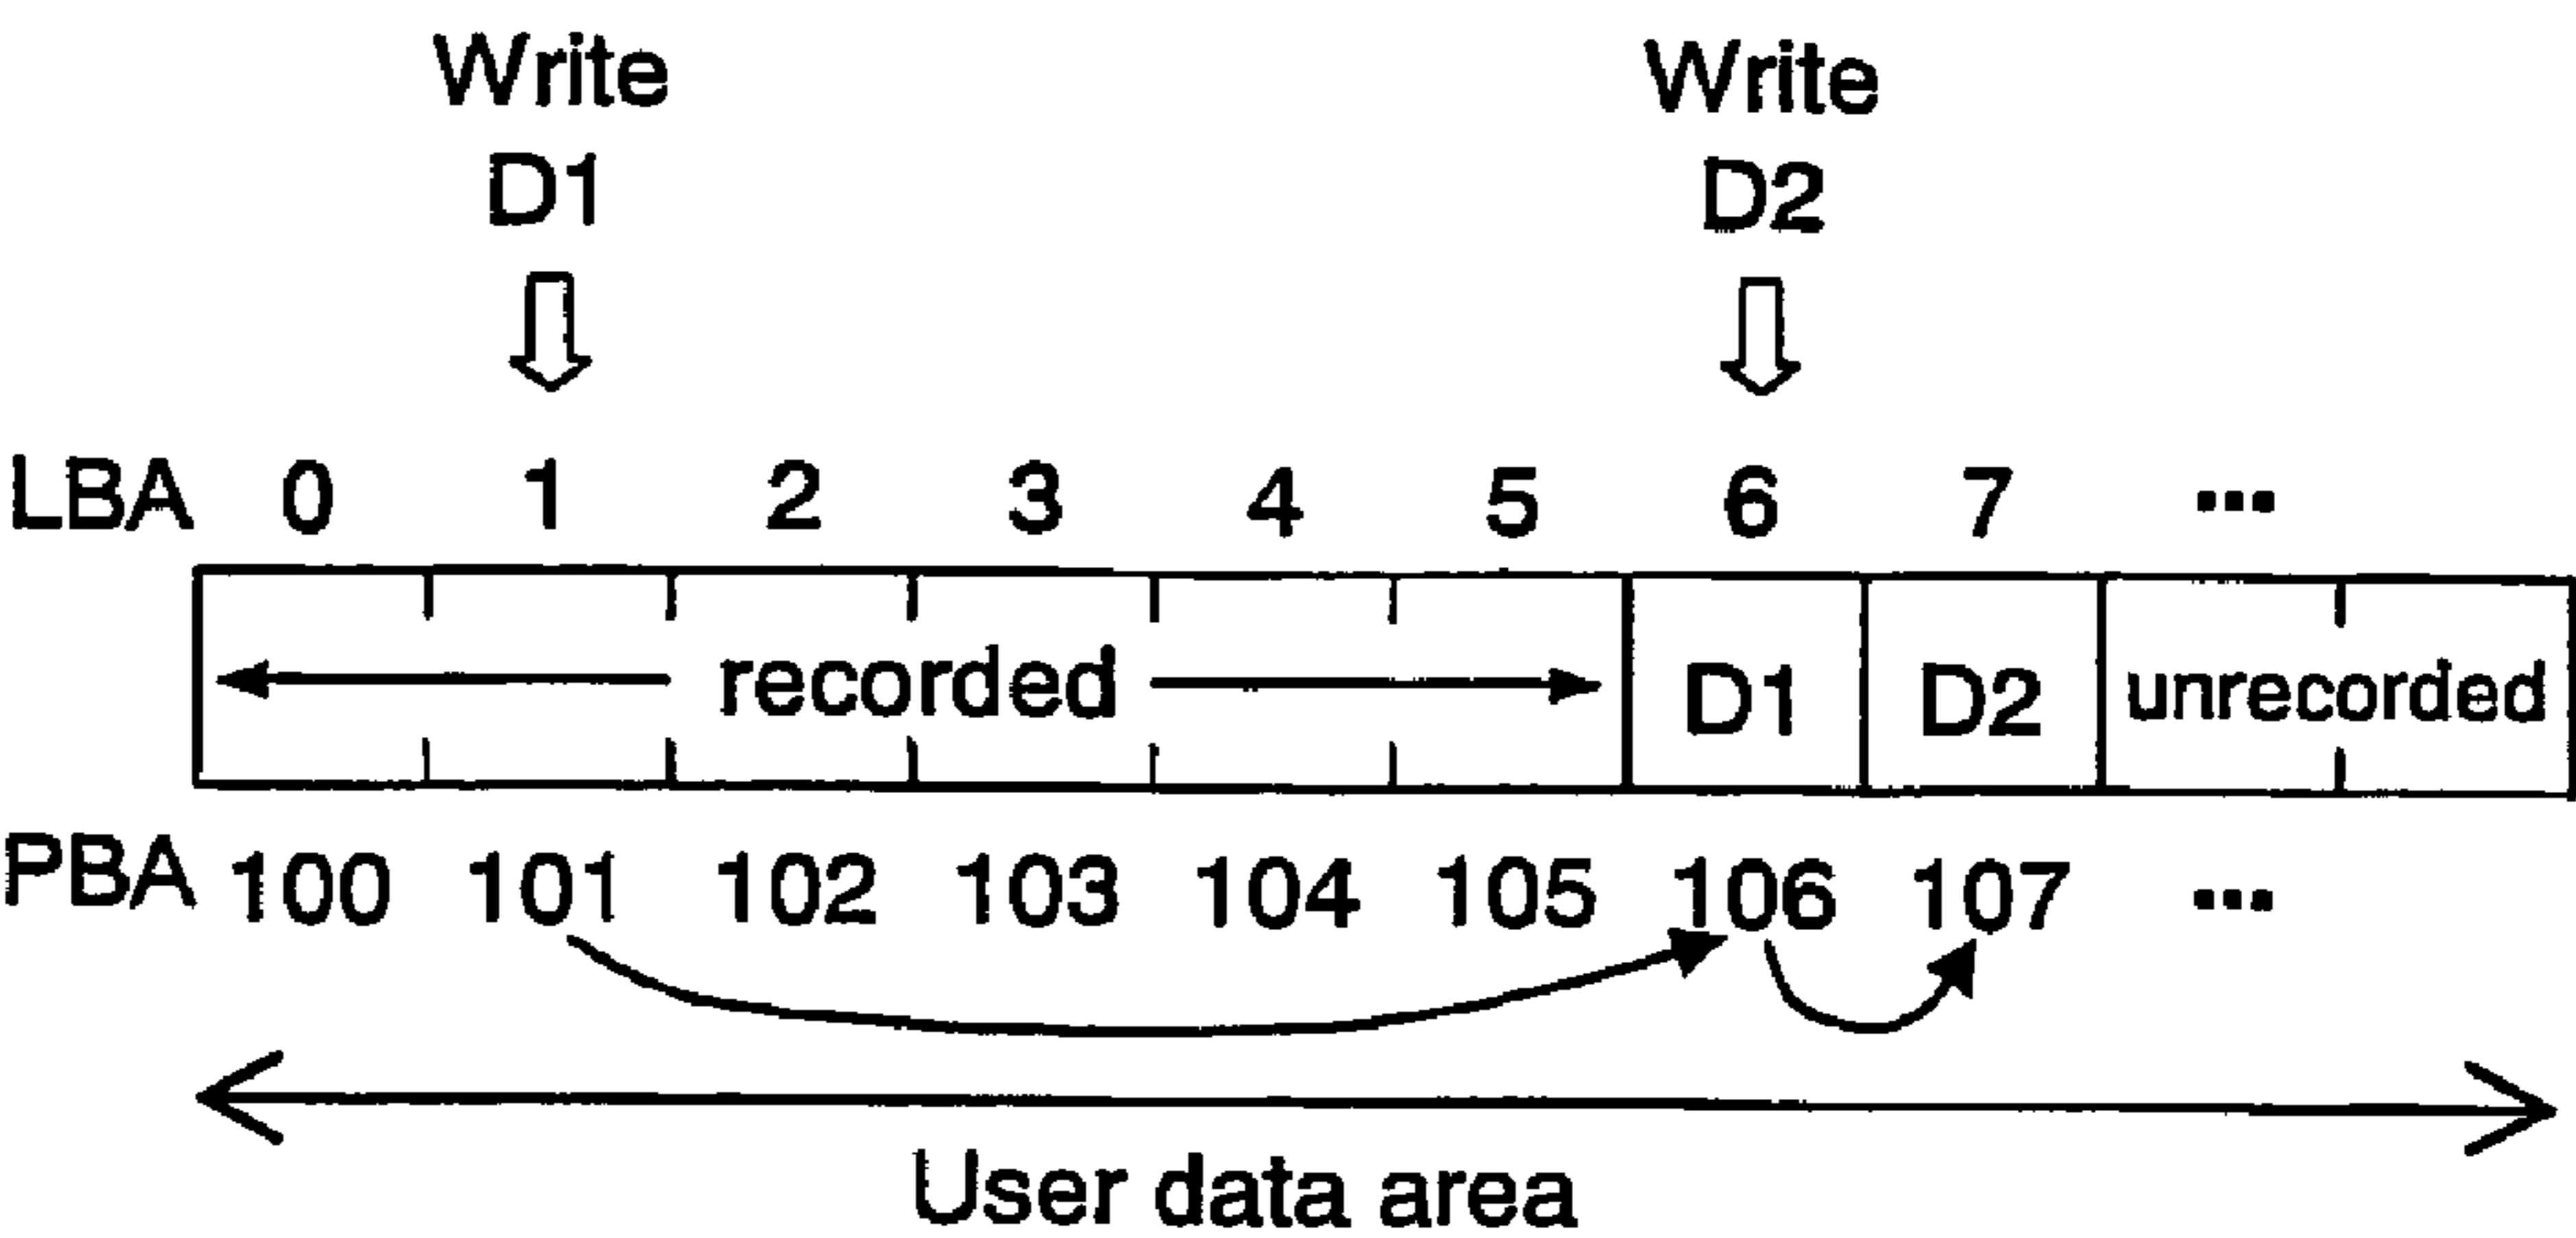 Write Write
D1 D2
LBA 0 1 2 3 4 5 6 7 ...
recorded D1 D2 unrecorded
PBA 100 101 102 103 104 105 106 107 ...
User data area